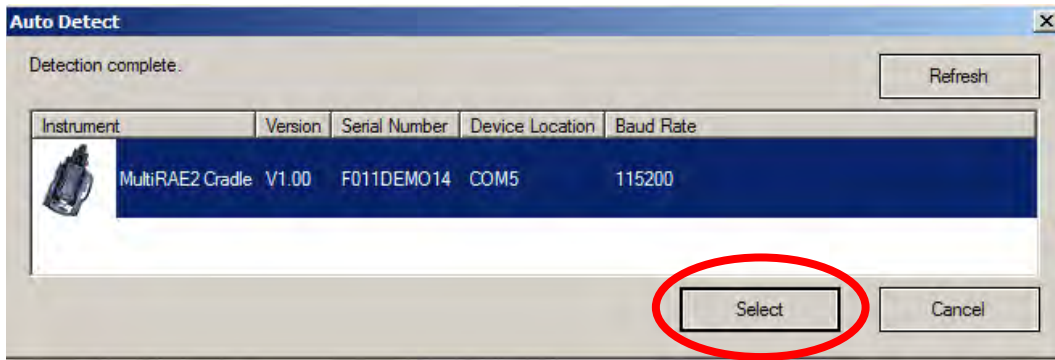 Auto Detect
Detection complete.
Refresh
Instrument Version Serial Number Device Location Baud Rate
MultiRAE2 Cradle V1.00 F011DEMO14 COM5 115200
Select Cancel